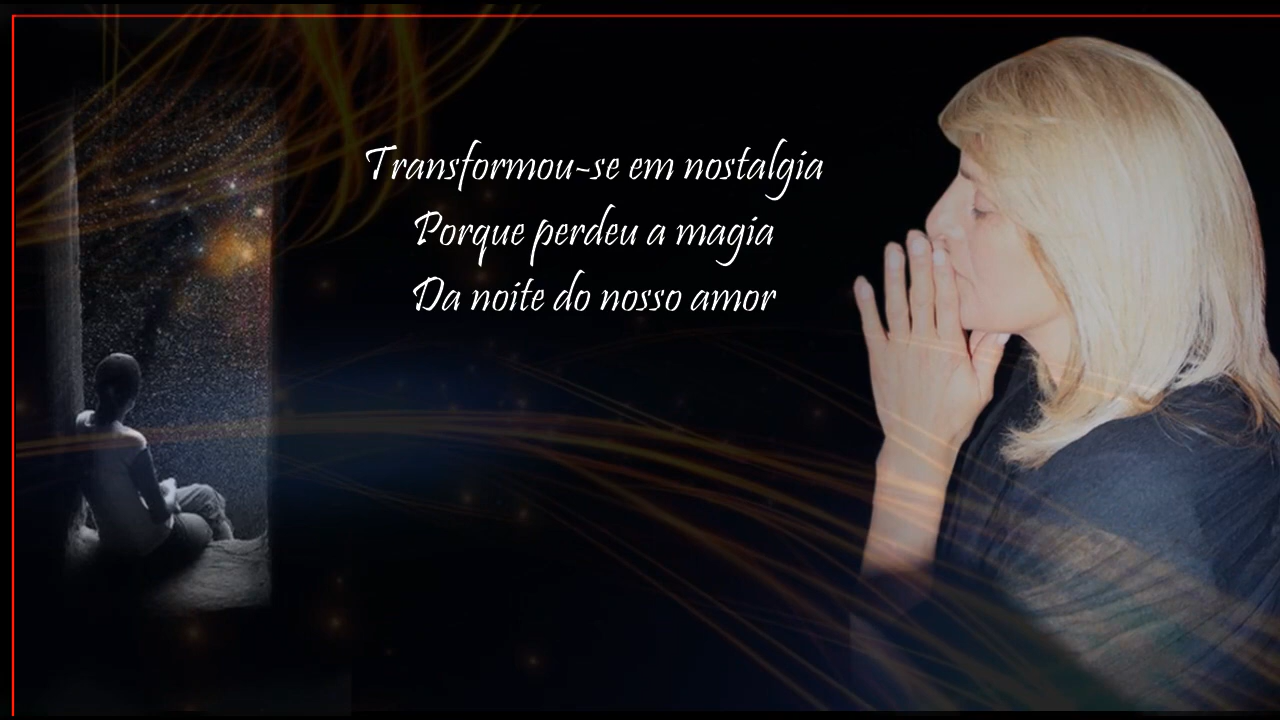 Transformou-se em nostalgia
Porque perdeu a magia
Da noite do nosso amor